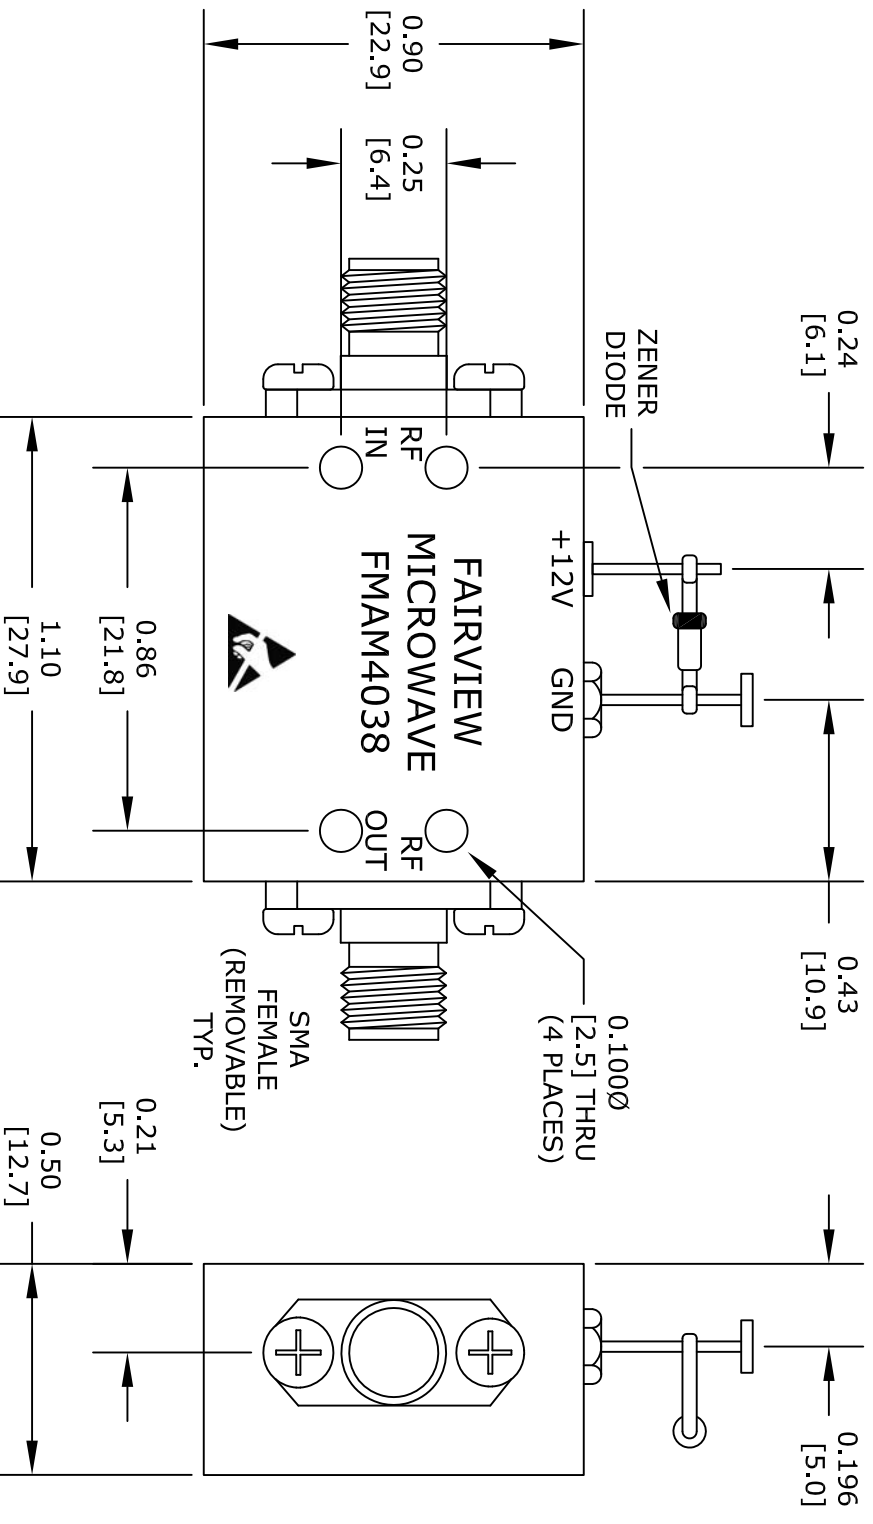 0.24
[6.1]
0.43
[10.9]
0.196
[5.0]
ZENER
DIODE
0.100Ø
[2.5] THRU
(4 PLACES)
+12V
GND
0.90
[22.9]
0.25
[6.4]
RF
IN
FAIRVIEW
MICROWAVE
FMAM4038
RF
OUT
SMA
FEMALE
(REMOVABLE)
TYP.
0.86
[21.8]
0.21
[5.3]
1.10
[27.9]
0.50
[12.7]